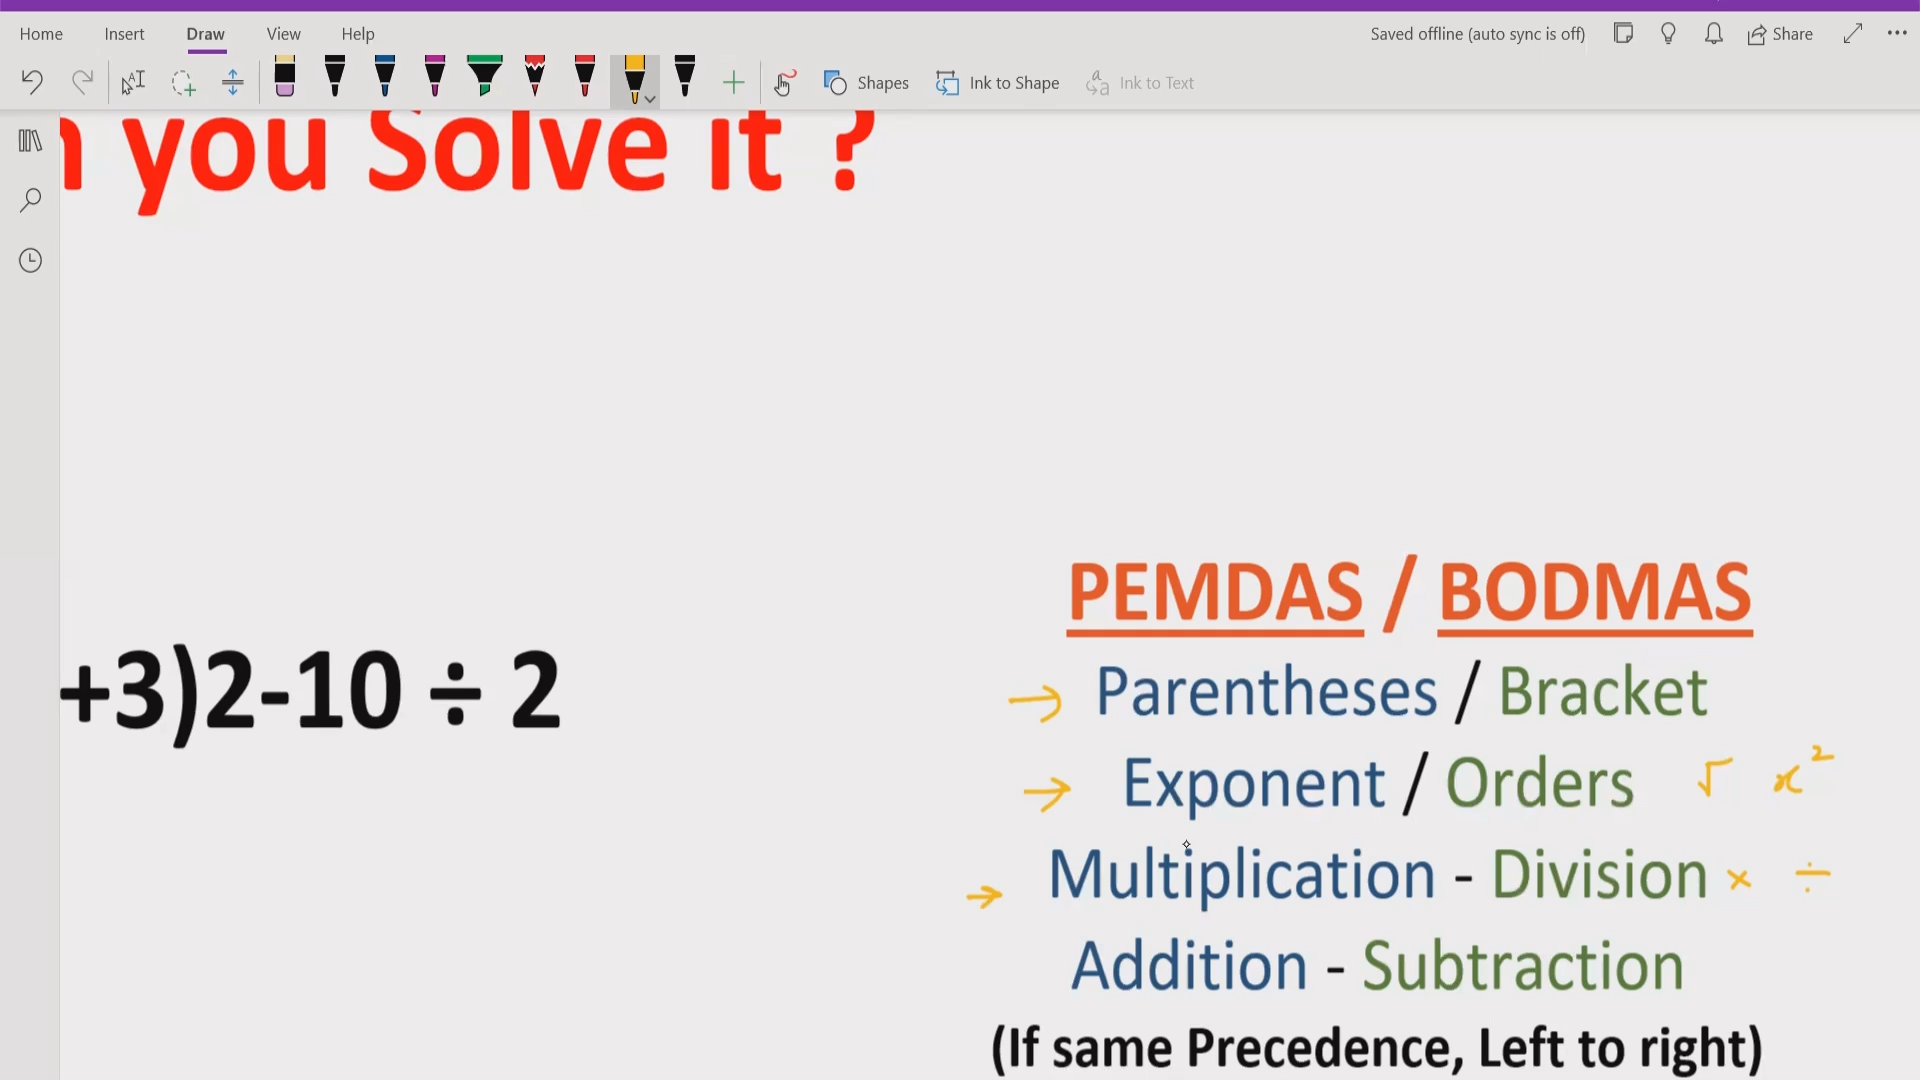 Home Insert Draw View Help Saved offline (auto sync is off) Share
Shapes Ink to Shape Ink to Text
you Solve it ?
PEMDAS / BODMAS
+3)2-10 ÷ 2
→ Parentheses / Bracket
→ Exponent / Orders √ x²
→ Multiplication - Division × ÷
Addition - Subtraction
(If same Precedence, Left to right)